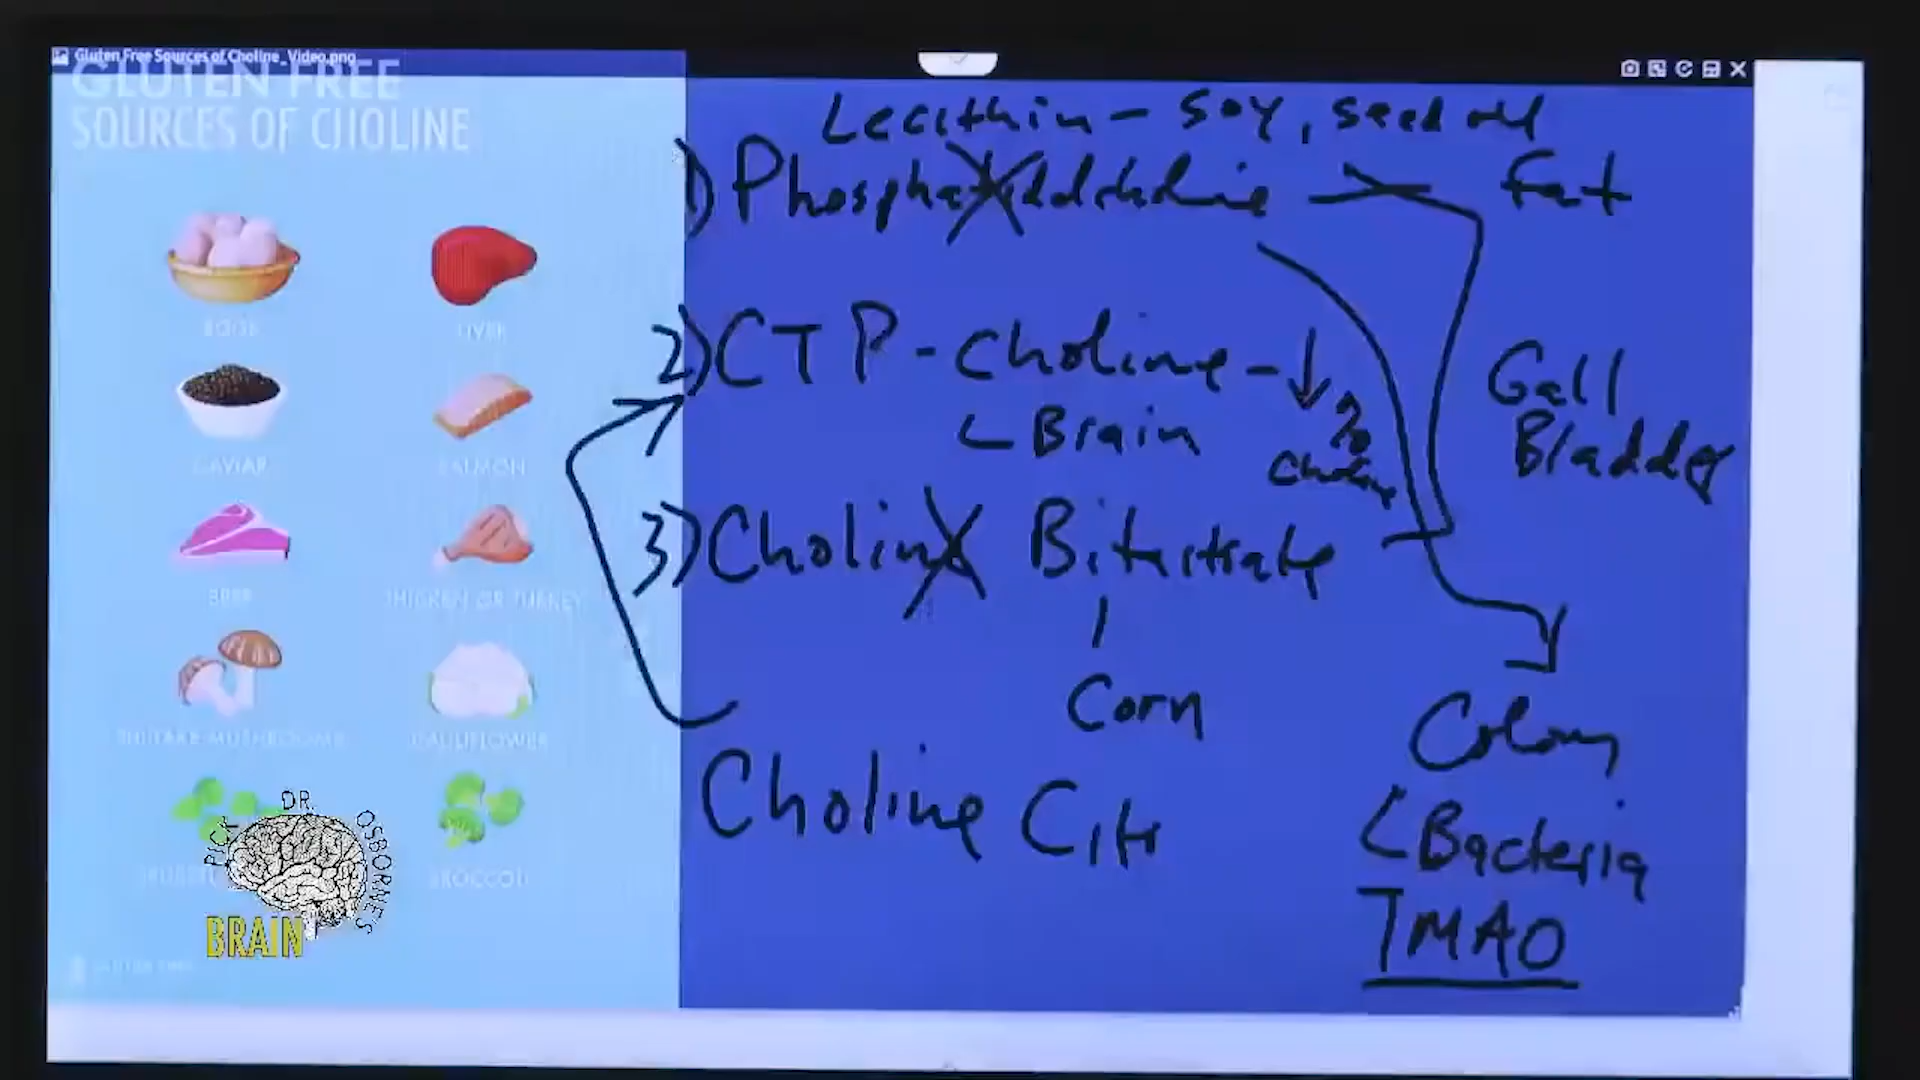 Gluten Free Sources of Choline_Video.png
GLUTEN FREE
SOURCES OF CHOLINE
EGGS
LIVER
CAVIAR
SALMON
BEEF
CHICKEN OR TURKEY
SHIITAKE MUSHROOMS
CAULIFLOWER
BROCCOLI
GLUTEN FREE
PICK DR. OSBORNE'S
BRAIN
Lecithin - Soy, seed oil
1) Phosphatidylcholine
Fat
2) CTP - Choline - ↓ %
Choline
Brain
Gall
Bladder
3) Choline Bitartrate
Corn
Choline Citr
Colon
Bacteria
TMAO